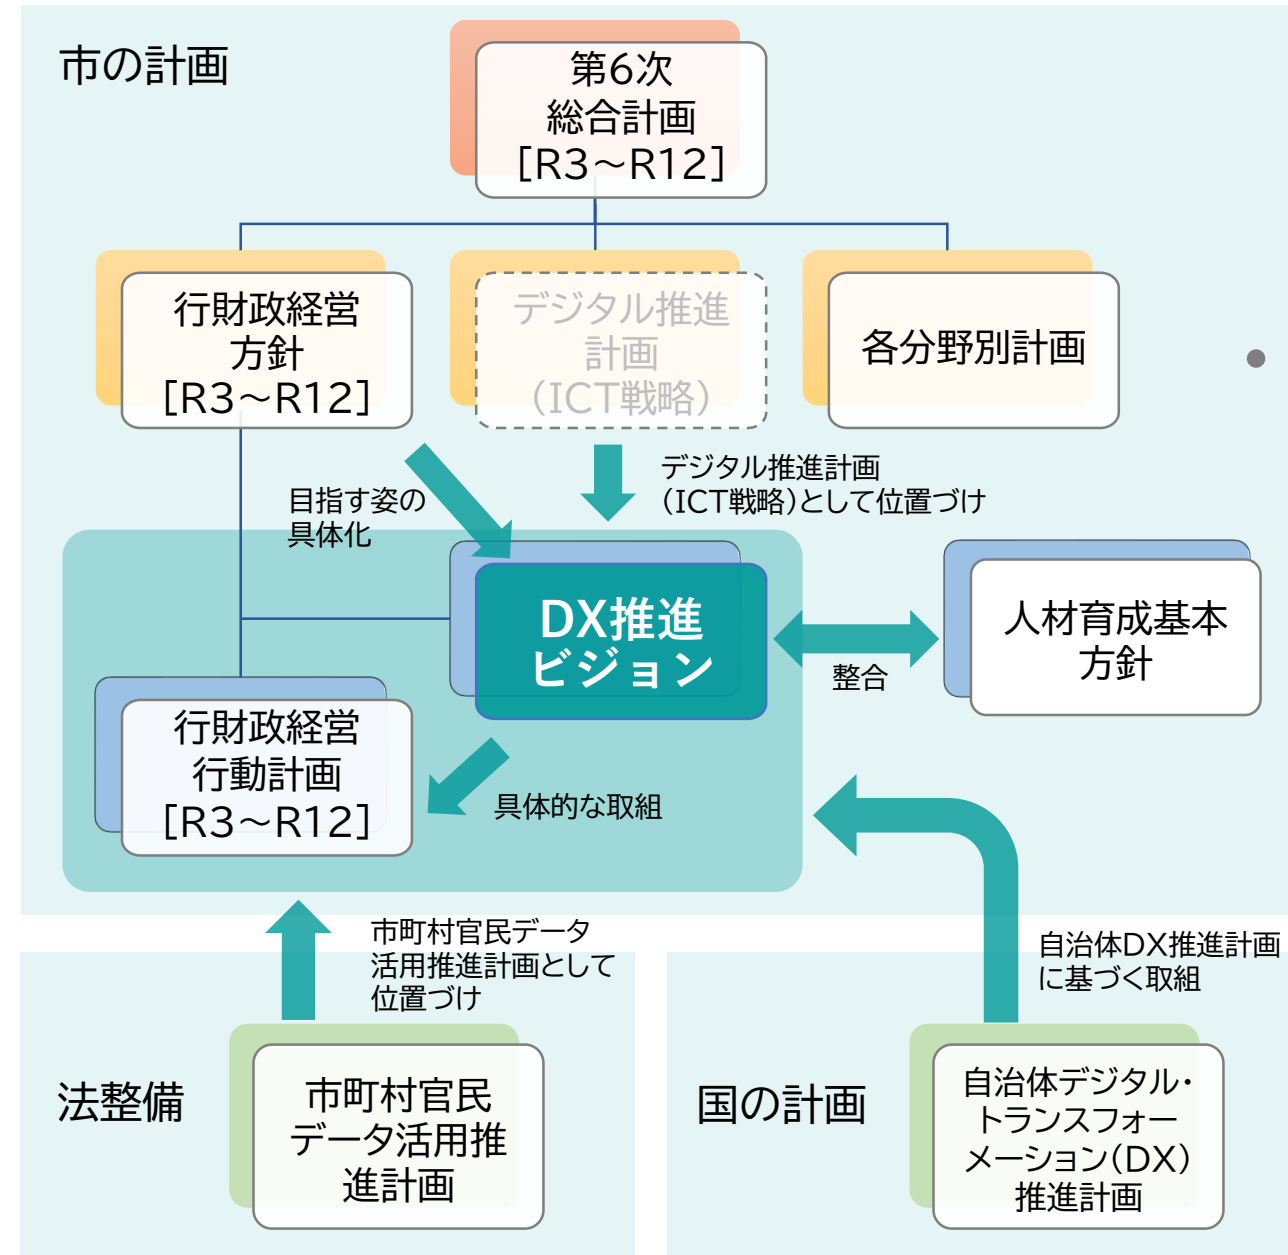 市の計画
第6次
総合計画
[R3～R12]
行財政経営
方針
[R3～R12]
デジタル推進
計画
(ICT戦略)
各分野別計画
目指す姿の
具体化
デジタル推進計画
(ICT戦略)として位置づけ
DX推進
ビジョン
整合
人材育成基本
方針
行財政経営
行動計画
[R3～R12]
具体的な取組
市町村官民データ
活用推進計画として
位置づけ
自治体DX推進計画
に基づく取組
法整備
市町村官民
データ活用推
進計画
国の計画
自治体デジタル・
トランスフォー
メーション(DX)
推進計画